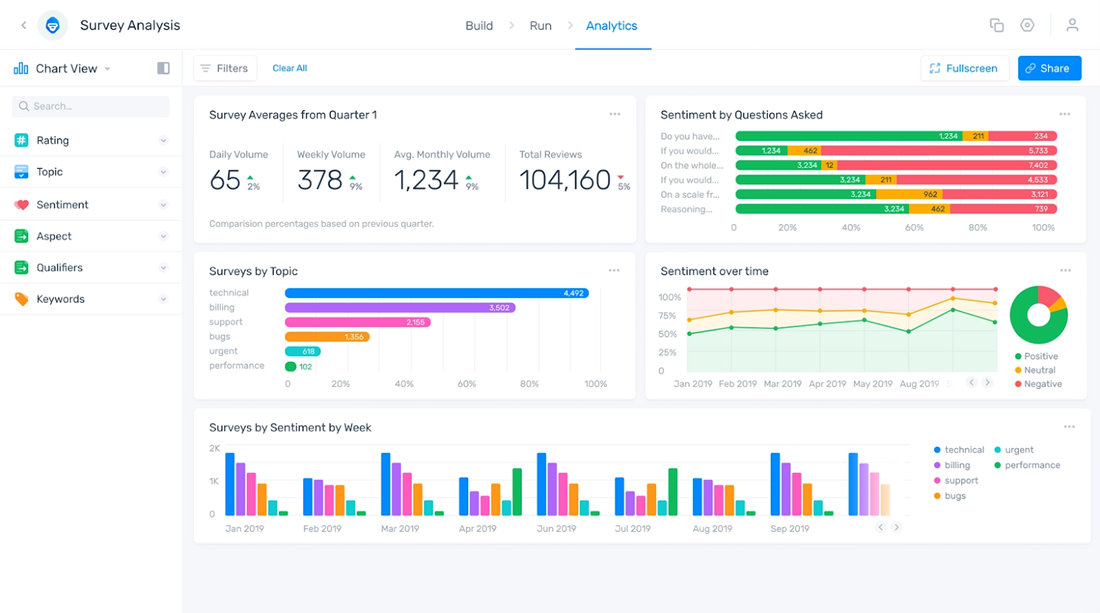 Survey Analysis
Build
Run
Analytics
Chart View
Filters
Clear All
Fullscreen
Share
Search...
Rating
Topic
Sentiment
Aspect
Qualifiers
Keywords
Survey Averages from Quarter 1
Daily Volume
65 2%
Weekly Volume
378 9%
Avg. Monthly Volume
1,234 9%
Total Reviews
104,160 5%
Comparision percentages based on previous quarter.
Sentiment by Questions Asked
Do you have... 1,234 211 234
If you would... 1,234 462 5,733
On the whole... 3,234 12 7,402
If you would... 3,234 211 4,533
On a scale fr... 3,234 962 3,121
Reasoning... 3,234 462 739
0 20% 40% 60% 80% 100%
Surveys by Topic
technical 4,492
billing 3,502
support 2,155
bugs 1,356
urgent 618
performance 102
0 20% 40% 60% 80% 100%
Sentiment over time
100%
75%
50%
25%
0
Jan 2019 Feb 2019 Mar 2019 Apr 2019 May 2019 Aug 2019 S
Positive
Neutral
Negative
Surveys by Sentiment by Week
2K
1K
0
Jan 2019 Feb 2019 Mar 2019 Apr 2019 Jun 2019 Jul 2019 Aug 2019 Sep 2019
technical urgent
billing performance
support
bugs